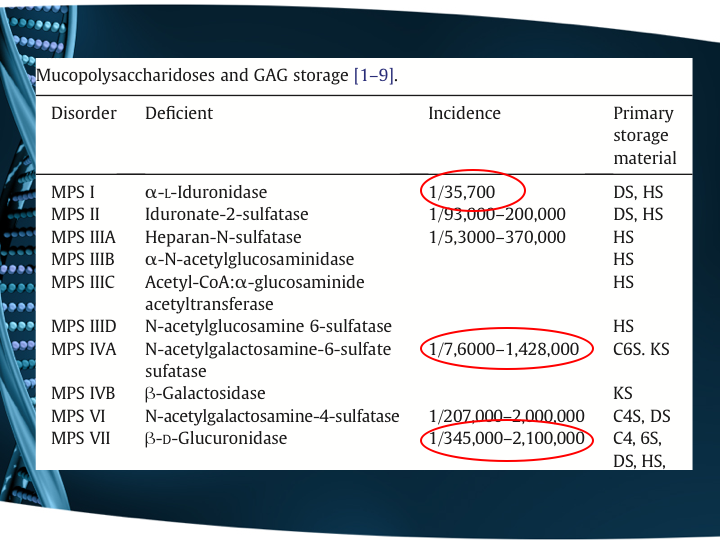 Mucopolysaccharidoses and GAG storage [1–9].
Disorder Deficient Incidence Primary
storage
material
MPS I α-L-Iduronidase 1/35,700 DS, HS
MPS II Iduronate-2-sulfatase 1/93,000–200,000 DS, HS
MPS IIIA Heparan-N-sulfatase 1/5,3000–370,000 HS
MPS IIIB α-N-acetylglucosaminidase HS
MPS IIIC Acetyl-CoA:α-glucosaminide HS
acetyltransferase
MPS IIID N-acetylglucosamine 6-sulfatase HS
MPS IVA N-acetylgalactosamine-6-sulfate 1/7,6000–1,428,000 C6S. KS
sufatase
MPS IVB β-Galactosidase KS
MPS VI N-acetylgalactosamine-4-sulfatase 1/207,000–2,000,000 C4S, DS
MPS VII β-D-Glucuronidase 1/345,000–2,100,000 C4, 6S,
DS, HS,